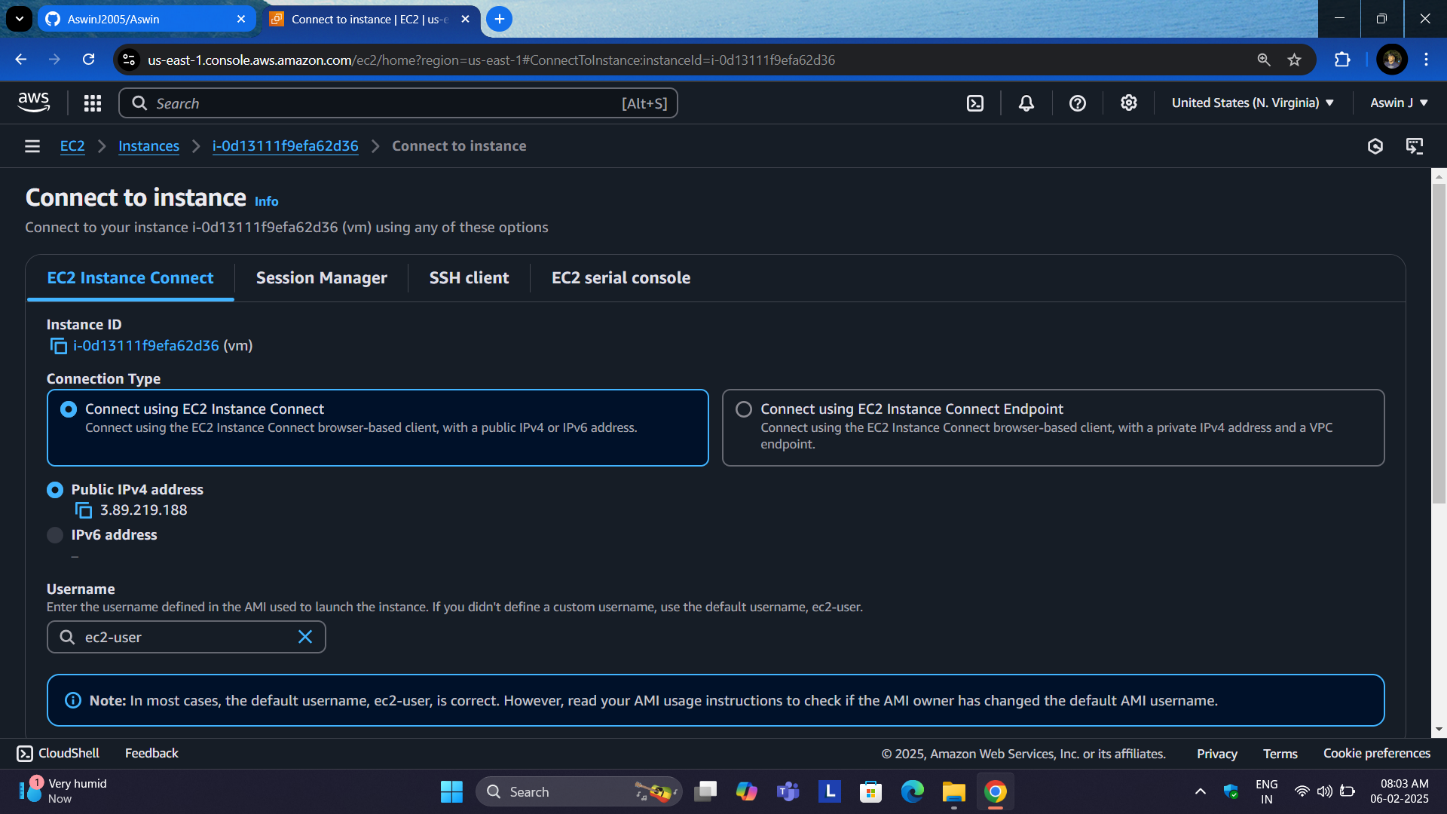 AswinJ2005/Aswin
Connect to instance | EC2 | us-e
us-east-1.console.aws.amazon.com/ec2/home?region=us-east-1#ConnectToInstance:instanceId=i-0d13111f9efa62d36
aws
Search [Alt+S]
United States (N. Virginia)
Aswin J
EC2 > Instances > i-0d13111f9efa62d36 > Connect to instance
Connect to instance Info
Connect to your instance i-0d13111f9efa62d36 (vm) using any of these options
EC2 Instance Connect
Session Manager
SSH client
EC2 serial console
Instance ID
i-0d13111f9efa62d36 (vm)
Connection Type
Connect using EC2 Instance Connect
Connect using the EC2 Instance Connect browser-based client, with a public IPv4 or IPv6 address.
Connect using EC2 Instance Connect Endpoint
Connect using the EC2 Instance Connect browser-based client, with a private IPv4 address and a VPC
endpoint.
Public IPv4 address
3.89.219.188
IPv6 address
–
Username
Enter the username defined in the AMI used to launch the instance. If you didn't define a custom username, use the default username, ec2-user.
ec2-user
Note: In most cases, the default username, ec2-user, is correct. However, read your AMI usage instructions to check if the AMI owner has changed the default AMI username.
CloudShell
Feedback
© 2025, Amazon Web Services, Inc. or its affiliates.
Privacy
Terms
Cookie preferences
1
Very humid
Now
Search
L
ENG
IN
08:03 AM
06-02-2025